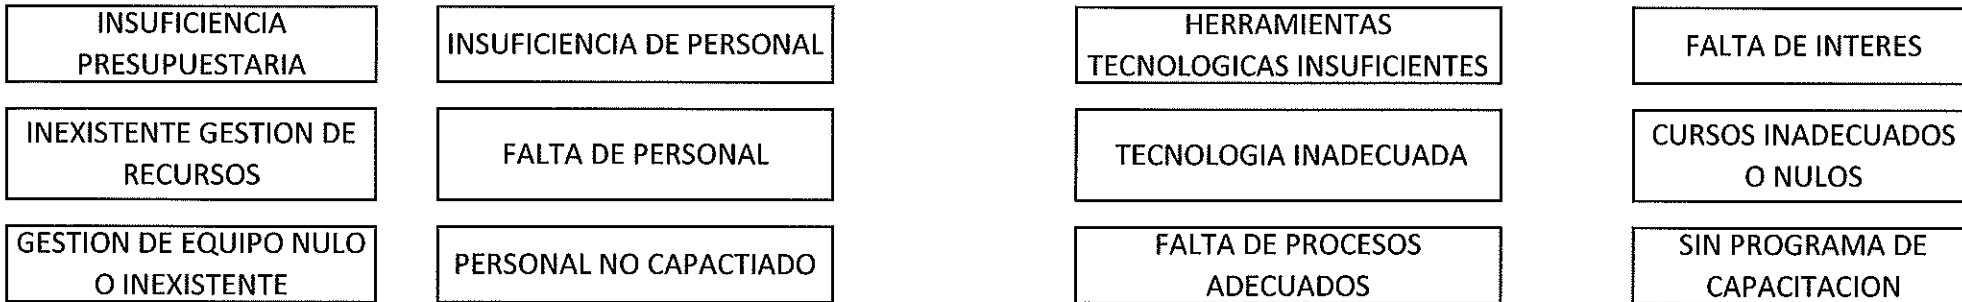 INSUFICIENCIA
PRESUPUESTARIA
INSUFICIENCIA DE PERSONAL
HERRAMIENTAS
TECNOLOGICAS INSUFICIENTES
FALTA DE INTERES
INEXISTENTE GESTION DE
RECURSOS
FALTA DE PERSONAL
TECNOLOGIA INADECUADA
CURSOS INADECUADOS
O NULOS
GESTION DE EQUIPO NULO
O INEXISTENTE
PERSONAL NO CAPACTIADO
FALTA DE PROCESOS
ADECUADOS
SIN PROGRAMA DE
CAPACITACION